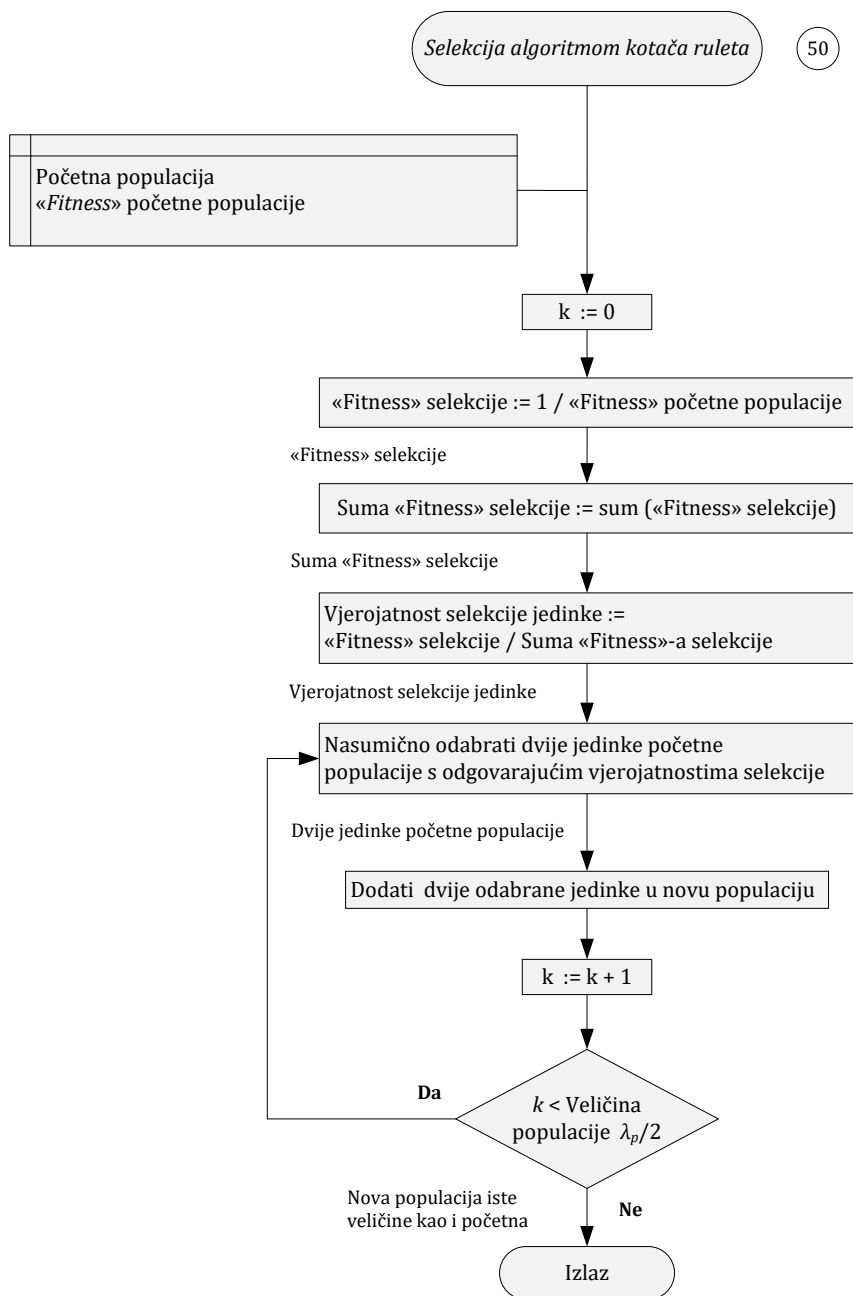 Selekcija algoritmom kotača ruleta
50
Početna populacija
«Fitness» početne populacije
k := 0
«Fitness» selekcije := 1 / «Fitness» početne populacije
«Fitness» selekcije
Suma «Fitness» selekcije := sum («Fitness» selekcije)
Suma «Fitness» selekcije
Vjerojatnost selekcije jedinke :=
«Fitness» selekcije / Suma «Fitness»-a selekcije
Vjerojatnost selekcije jedinke
Nasumično odabrati dvije jedinke početne
populacije s odgovarajućim vjerojatnostima selekcije
Dvije jedinke početne populacije
Dodati dvije odabrane jedinke u novu populaciju
k := k + 1
Da
k < Veličina
populacije λp/2
Nova populacija iste
veličine kao i početna
Ne
Izlaz